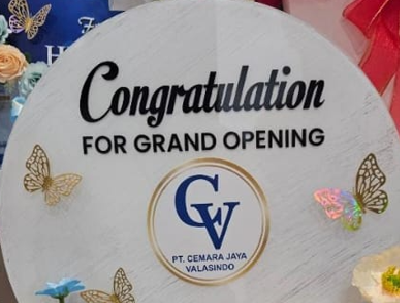 Congratulation
FOR GRAND OPENING
CV
PT. CEMARA JAYA
VALASINDO